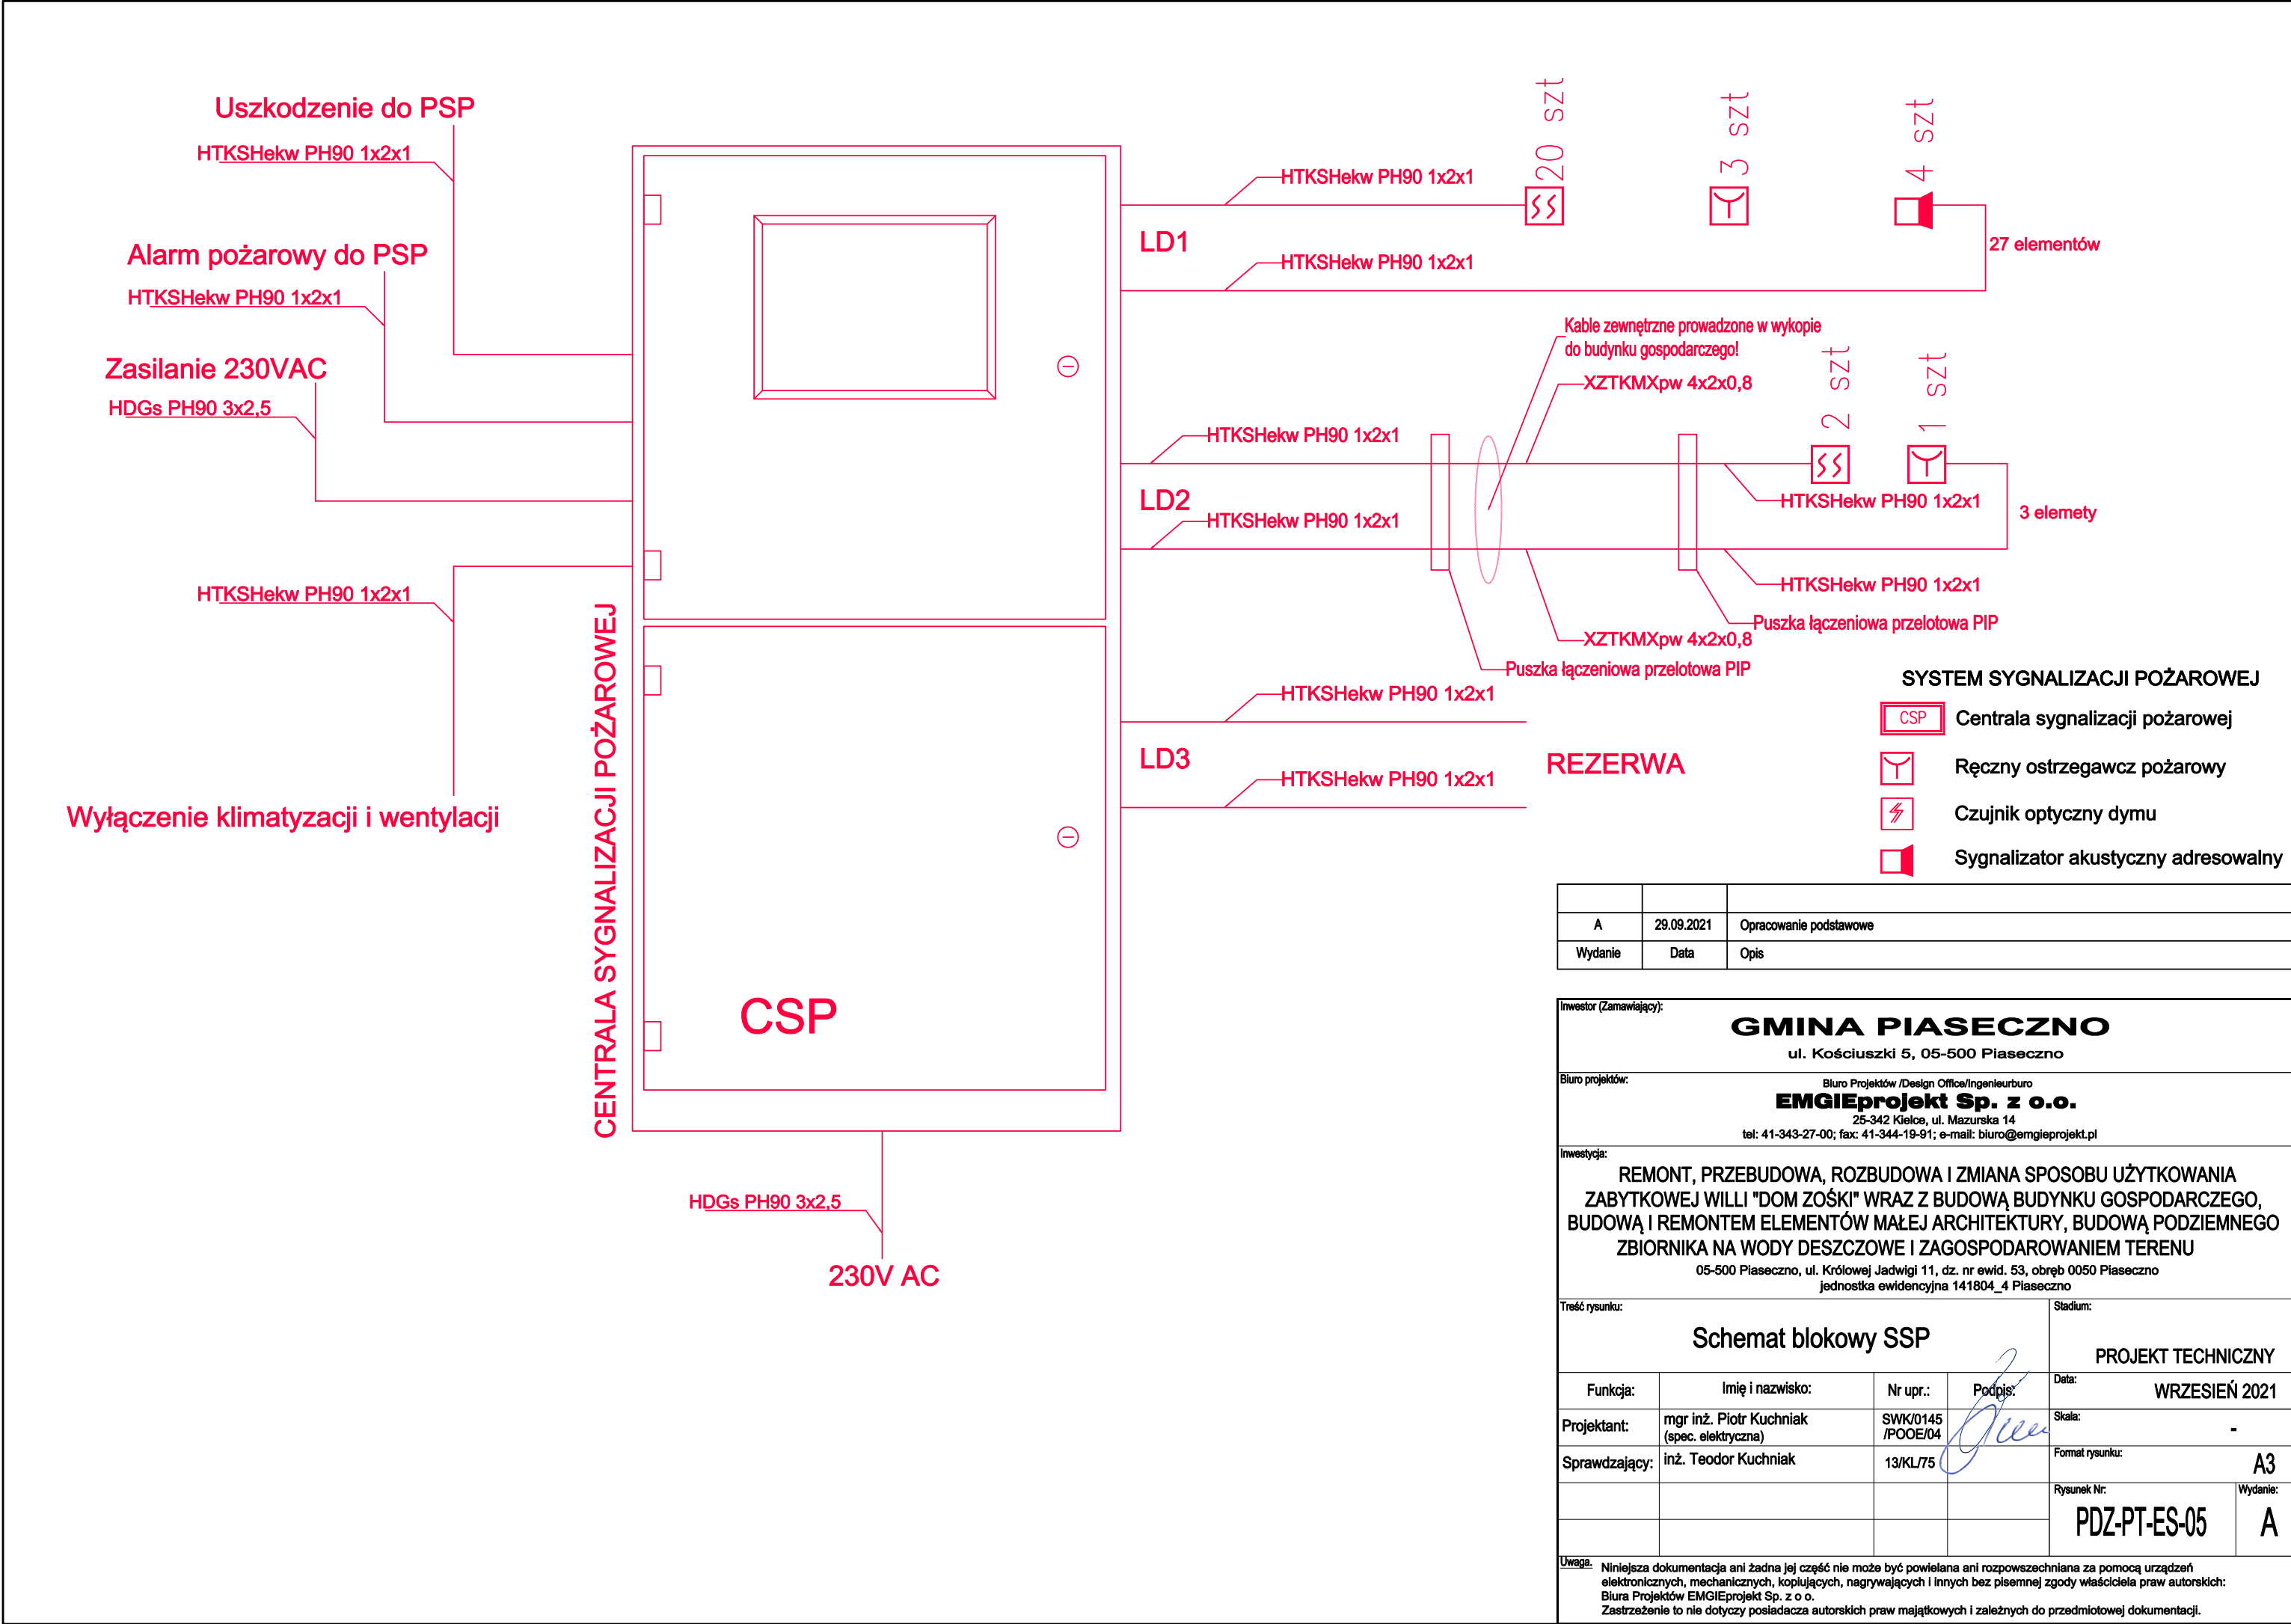 Uszkodzenie do PSP
HTKSHekw PH90 1x2x1
Alarm pożarowy do PSP
HTKSHekw PH90 1x2x1
Zasilanie 230VAC
HDGs PH90 3x2,5
HTKSHekw PH90 1x2x1
Wyłączenie klimatyzacji i wentylacji
CENTRALA SYGNALIZACJI POŻAROWEJ
CSP
HDGs PH90 3x2,5
230V AC
20 szt
3 szt
4 szt
HTKSHekw PH90 1x2x1
LD1
HTKSHekw PH90 1x2x1
27 elementów
Kable zewnętrzne prowadzone w wykopie
do budynku gospodarczego!
XZTKMXpw 4x2x0,8
2 szt
1 szt
HTKSHekw PH90 1x2x1
LD2
HTKSHekw PH90 1x2x1
HTKSHekw PH90 1x2x1
3 elemety
HTKSHekw PH90 1x2x1
Puszka łączeniowa przelotowa PIP
XZTKMXpw 4x2x0,8
Puszka łączeniowa przelotowa PIP
HTKSHekw PH90 1x2x1
LD3
HTKSHekw PH90 1x2x1
REZERWA
SYSTEM SYGNALIZACJI POŻAROWEJ
CSP Centrala sygnalizacji pożarowej
Ręczny ostrzegawcz pożarowy
Czujnik optyczny dymu
Sygnalizator akustyczny adresowalny
A 29.09.2021 Opracowanie podstawowe
Wydanie Data Opis
Inwestor (Zamawiający):
GMINA PIASECZNO
ul. Kościuszki 5, 05-500 Piaseczno
Biuro projektów:
Biuro Projektów /Design Office/Ingenieurburo
EMGIEprojekt Sp. z o.o.
25-342 Kielce, ul. Mazurska 14
tel: 41-343-27-00; fax: 41-344-19-91; e-mail: biuro@emgieprojekt.pl
Inwestycja:
REMONT, PRZEBUDOWA, ROZBUDOWA I ZMIANA SPOSOBU UŻYTKOWANIA
ZABYTKOWEJ WILLI "DOM ZOŚKI" WRAZ Z BUDOWĄ BUDYNKU GOSPODARCZEGO,
BUDOWĄ I REMONTEM ELEMENTÓW MAŁEJ ARCHITEKTURY, BUDOWĄ PODZIEMNEGO
ZBIORNIKA NA WODY DESZCZOWE I ZAGOSPODAROWANIEM TERENU
05-500 Piaseczno, ul. Królowej Jadwigi 11, dz. nr ewid. 53, obręb 0050 Piaseczno
jednostka ewidencyjna 141804_4 Piaseczno
Treść rysunku:
Schemat blokowy SSP
Stadium:
PROJEKT TECHNICZNY
Funkcja: Imię i nazwisko: Nr upr.: Podpis:
Data: WRZESIEŃ 2021
Projektant: mgr inż. Piotr Kuchniak SWK/0145
(spec. elektryczna) /POOE/04
Skala: -
Sprawdzający: inż. Teodor Kuchniak 13/KL/75
Format rysunku: A3
Rysunek Nr: Wydanie:
PDZ-PT-ES-05 A
Uwaga. Niniejsza dokumentacja ani żadna jej część nie może być powielana ani rozpowszechniana za pomocą urządzeń
elektronicznych, mechanicznych, kopiujących, nagrywających i innych bez pisemnej zgody właściciela praw autorskich:
Biura Projektów EMGIEprojekt Sp. z o o.
Zastrzeżenie to nie dotyczy posiadacza autorskich praw majątkowych i zależnych do przedmiotowej dokumentacji.